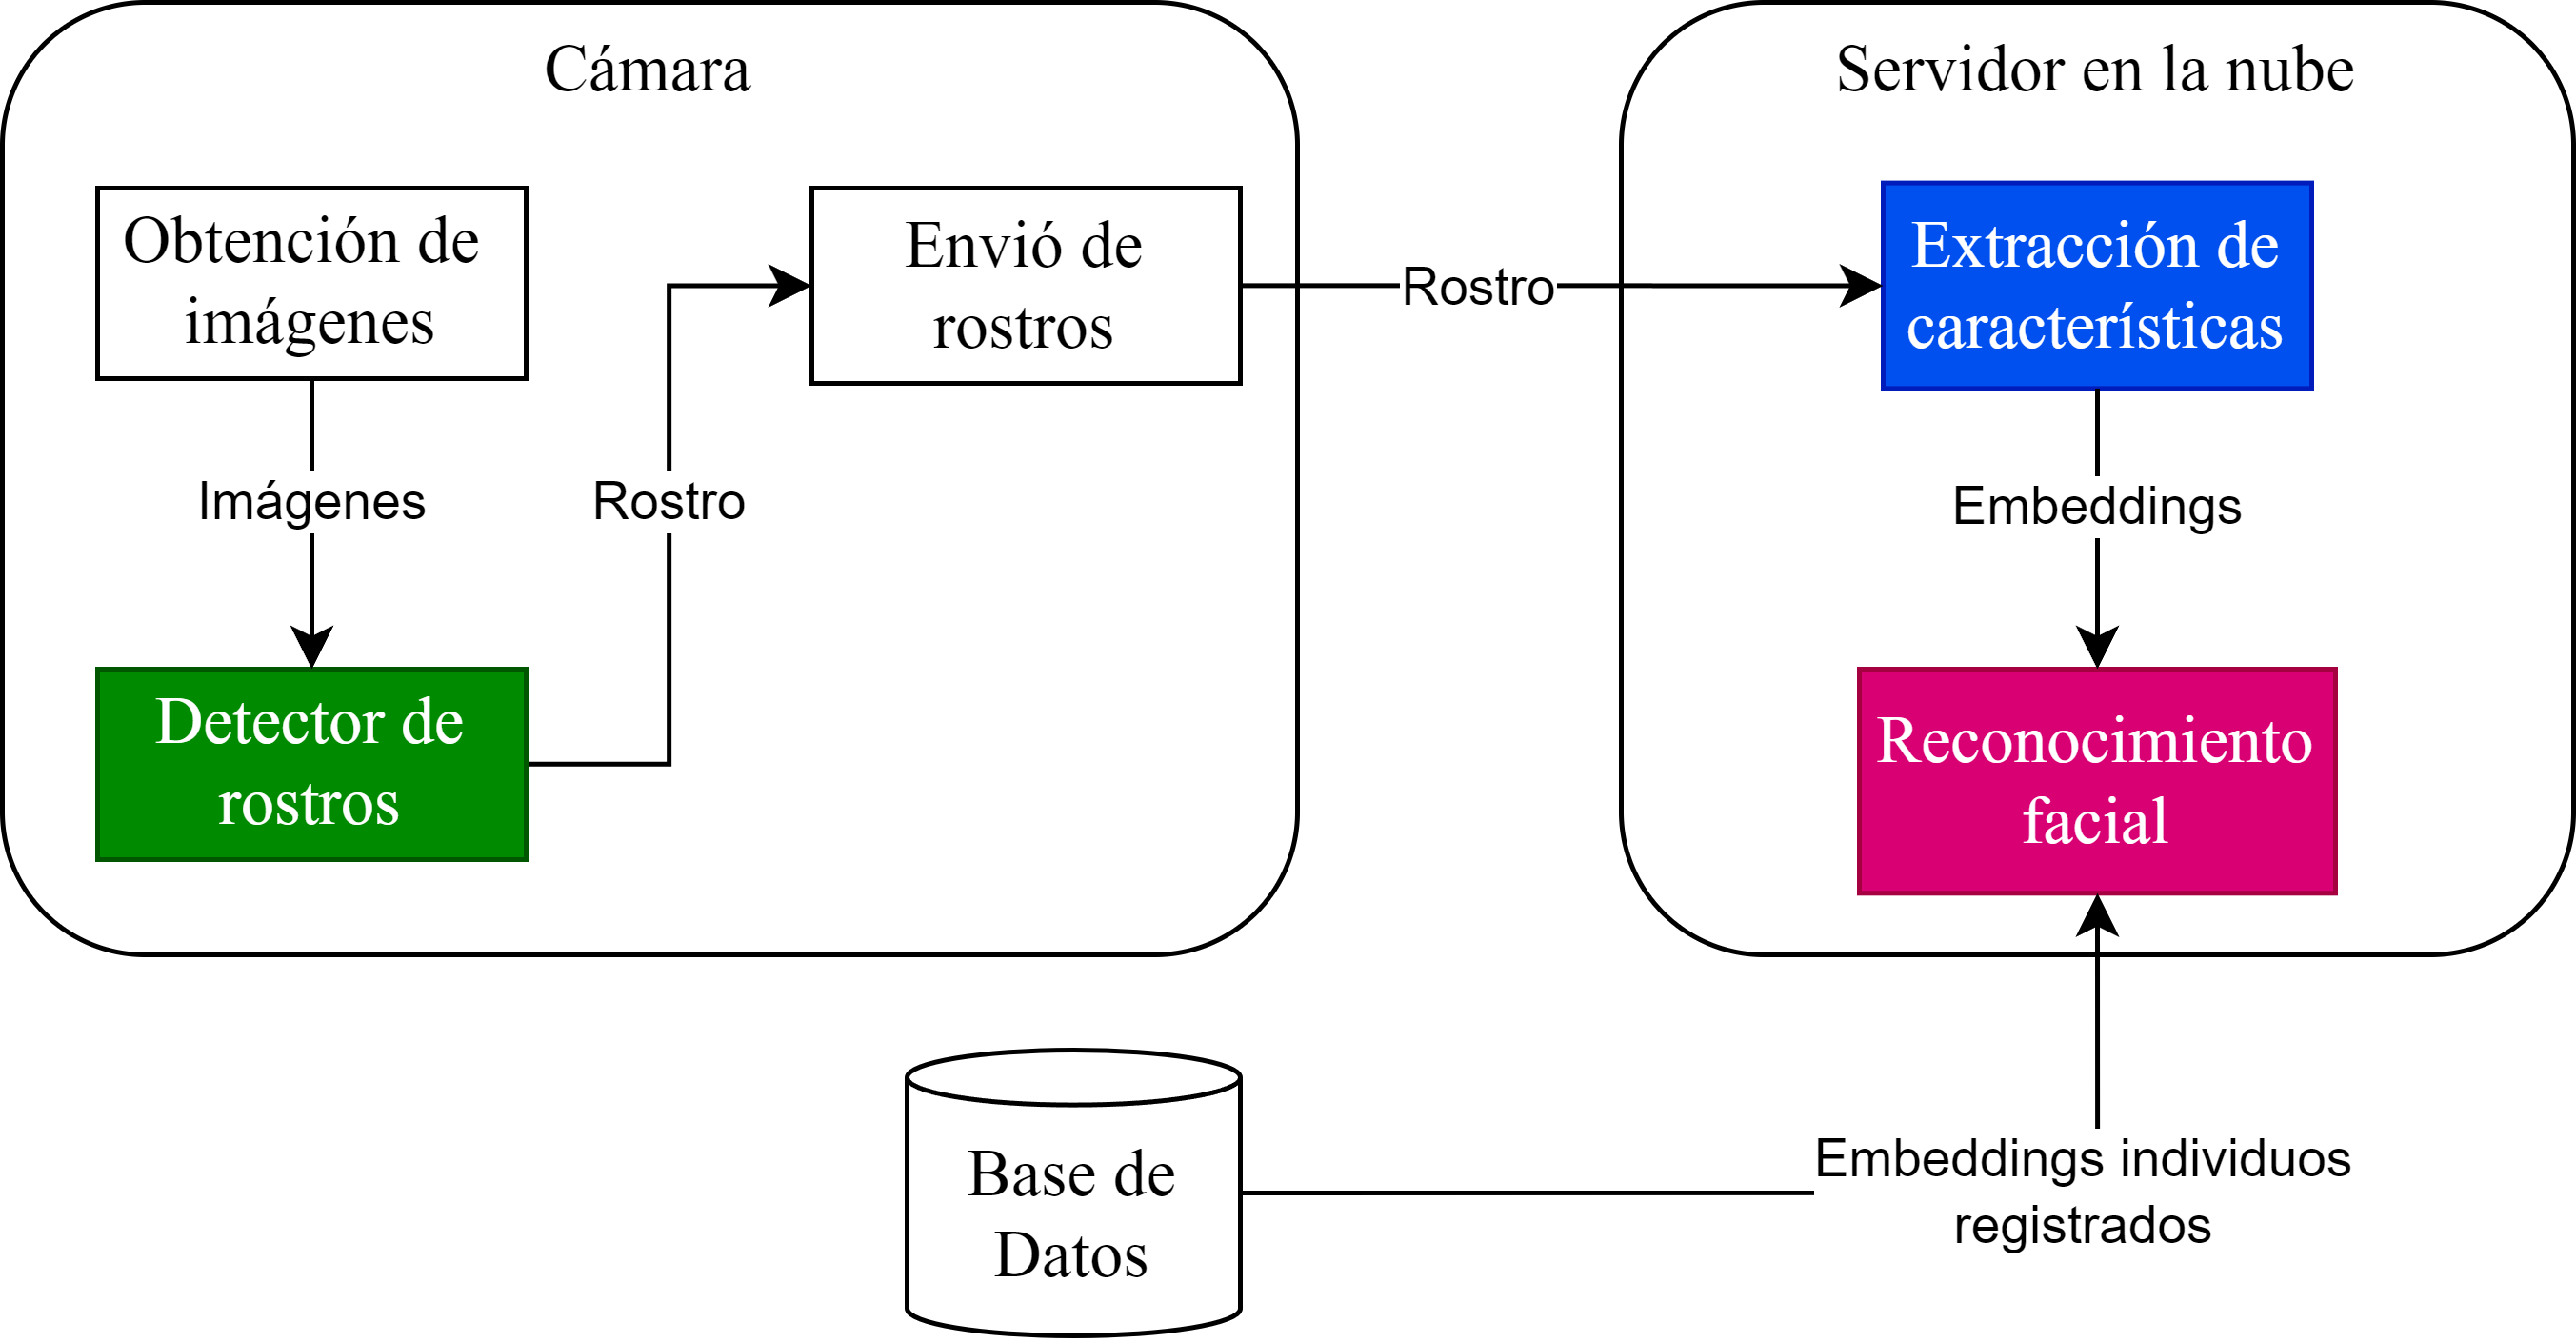 Cámara
Servidor en la nube
Obtención de
imágenes
Envió de
rostros
Rostro
Extracción de
características
Imágenes
Rostro
Embeddings
Detector de
rostros
Reconocimiento
facial
Base de
Datos
Embeddings individuos
registrados